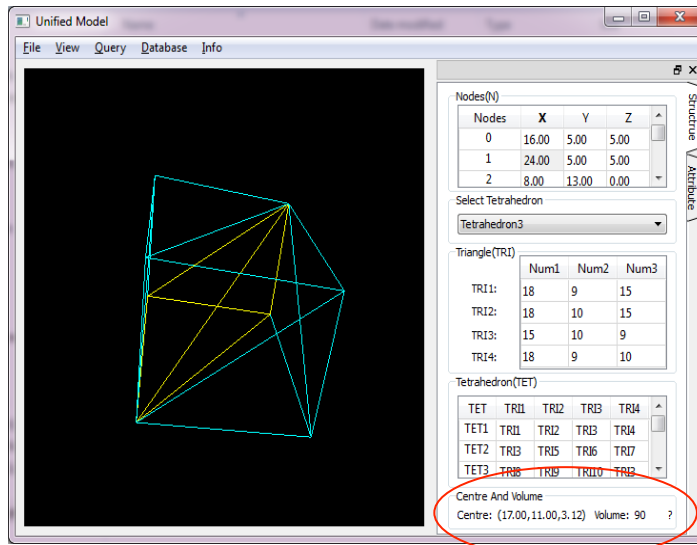 Unified Model
File View Query Database Info
Nodes(N)
Nodes X Y Z
0 16.00 5.00 5.00
1 24.00 5.00 5.00
2 8.00 13.00 0.00
Select Tetrahedron
Tetrahedron3
Triangle(TRI)
Num1 Num2 Num3
TRI1: 18 9 15
TRI2: 18 10 15
TRI3: 15 10 9
TRI4: 18 9 10
Tetrahedron(TET)
TET TRI1 TRI2 TRI3 TRI4
TET1 TRI1 TRI2 TRI3 TRI4
TET2 TRI3 TRI5 TRI6 TRI7
TET3 TRI8 TRI9 TRI10 TRI3
Centre And Volume
Centre: (17.00,11.00,3.12) Volume: 90 ?
Structrue
Attribute